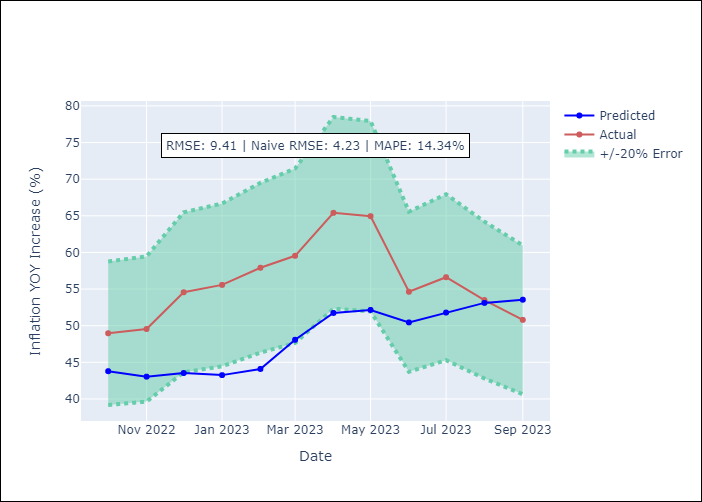 RMSE: 9.41 | Naive RMSE: 4.23 | MAPE: 14.34%
Predicted
Actual
+/-20% Error
Inflation YOY Increase (%)
80
75
70
65
60
55
50
45
40
Nov 2022 Jan 2023 Mar 2023 May 2023 Jul 2023 Sep 2023
Date